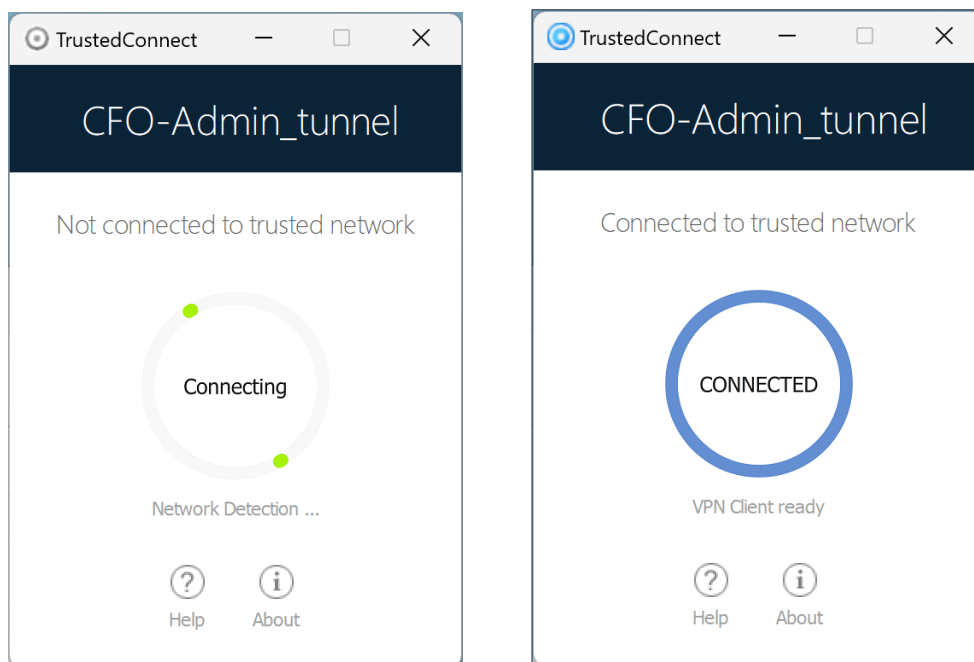 TrustedConnect
CFO-Admin_tunnel
Not connected to trusted network
Connecting
Network Detection ...
Help
About
TrustedConnect
CFO-Admin_tunnel
Connected to trusted network
CONNECTED
VPN Client ready
Help
About